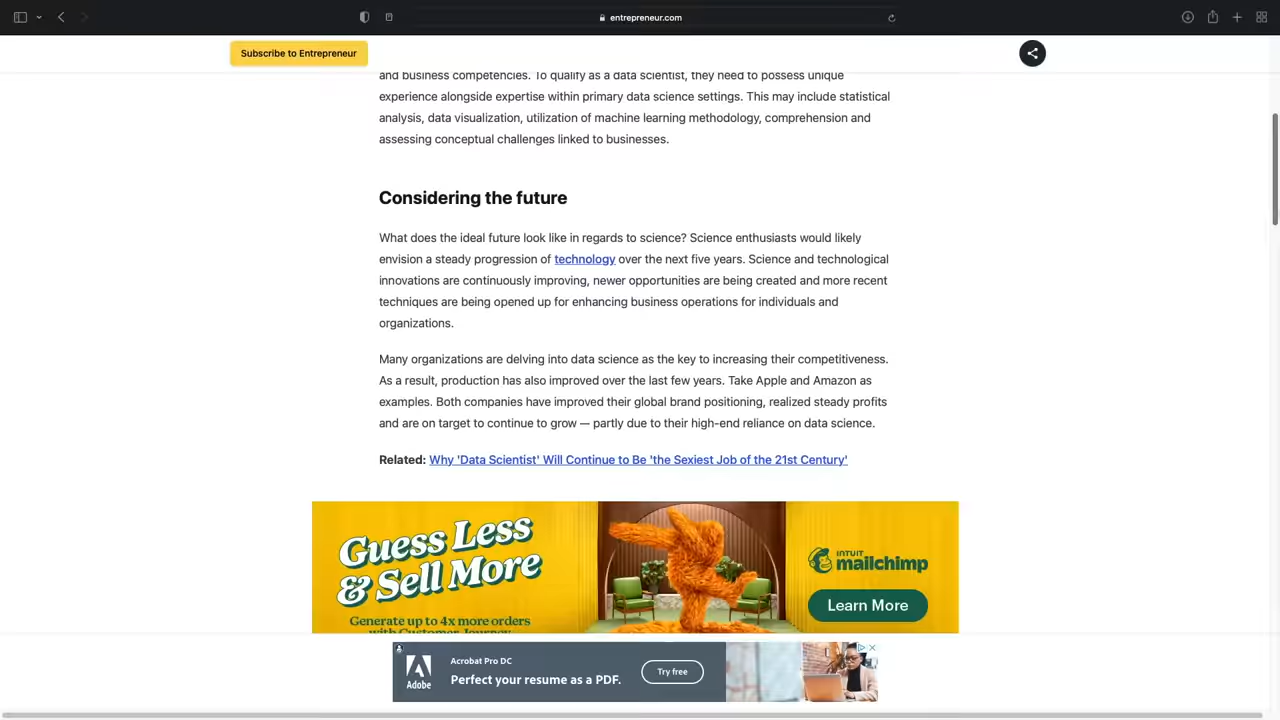 entrepreneur.com
Subscribe to Entrepreneur
and business competencies. To qualify as a data scientist, they need to possess unique
experience alongside expertise within primary data science settings. This may include statistical
analysis, data visualization, utilization of machine learning methodology, comprehension and
assessing conceptual challenges linked to businesses.
Considering the future
What does the ideal future look like in regards to science? Science enthusiasts would likely
envision a steady progression of technology over the next five years. Science and technological
innovations are continuously improving, newer opportunities are being created and more recent
techniques are being opened up for enhancing business operations for individuals and
organizations.
Many organizations are delving into data science as the key to increasing their competitiveness.
As a result, production has also improved over the last few years. Take Apple and Amazon as
examples. Both companies have improved their global brand positioning, realized steady profits
and are on target to continue to grow — partly due to their high-end reliance on data science.
Related: Why 'Data Scientist' Will Continue to Be 'the Sexiest Job of the 21st Century'
Guess Less
& Sell More
Generate up to 4x more orders
with Customer Journey
INTUIT
mailchimp
Learn More
Adobe
Acrobat Pro DC
Perfect your resume as a PDF.
Try free